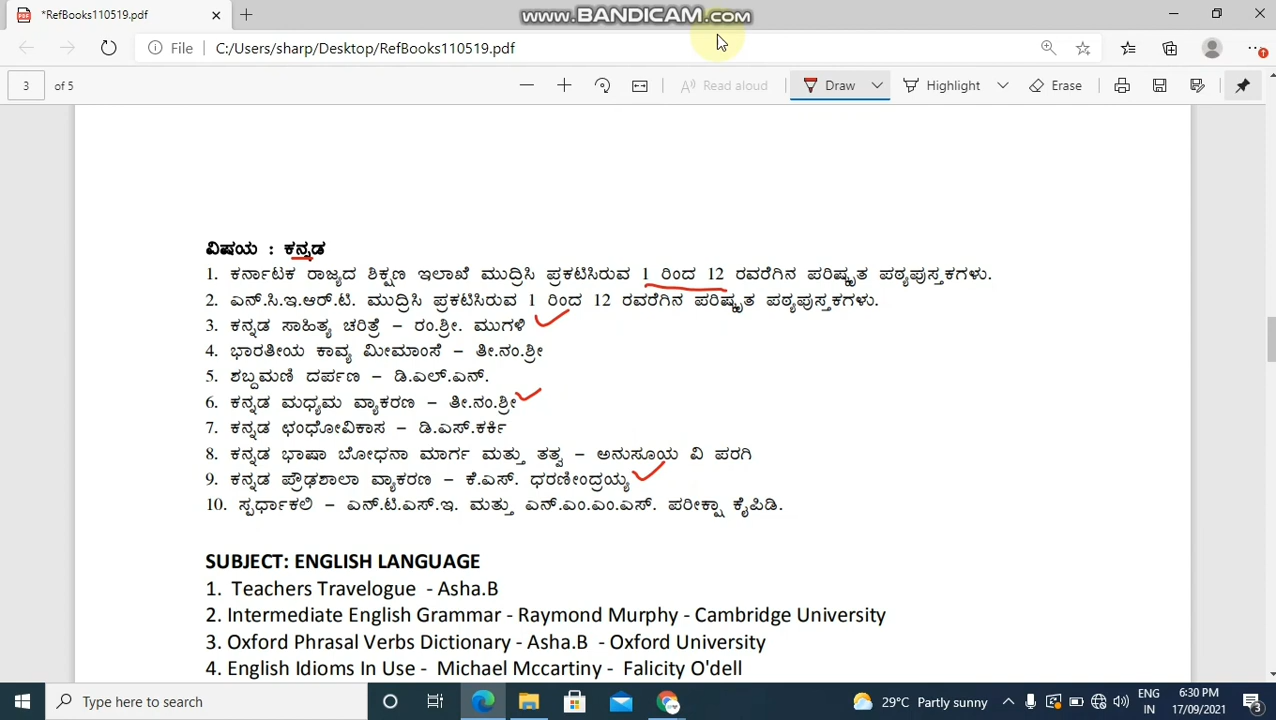 *RefBooks110519.pdf
www.BANDICAM.com
File
C:/Users/sharp/Desktop/RefBooks110519.pdf
3 of 5
Read aloud
Draw
Highlight
Erase
ವಿಷಯ : ಕನ್ನಡ
1. ಕರ್ನಾಟಕ ರಾಜ್ಯದ ಶಿಕ್ಷಣ ಇಲಾಖೆ ಮುದ್ರಿಸಿ ಪ್ರಕಟಿಸಿರುವ 1 ರಿಂದ 12 ರವರೆಗಿನ ಪರಿಷ್ಕೃತ ಪಠ್ಯಪುಸ್ತಕಗಳು.
2. ಎನ್.ಸಿ.ಇ.ಆರ್.ಟಿ. ಮುದ್ರಿಸಿ ಪ್ರಕಟಿಸಿರುವ 1 ರಿಂದ 12 ರವರೆಗಿನ ಪರಿಷ್ಕೃತ ಪಠ್ಯಪುಸ್ತಕಗಳು.
3. ಕನ್ನಡ ಸಾಹಿತ್ಯ ಚರಿತ್ರೆ – ರಂ.ಶ್ರೀ. ಮುಗಳಿ
4. ಭಾರತೀಯ ಕಾವ್ಯ ಮೀಮಾಂಸೆ – ತೀ.ನಂ.ಶ್ರೀ
5. ಶಬ್ದಮಣಿ ದರ್ಪಣ – ಡಿ.ಎಲ್.ಎನ್.
6. ಕನ್ನಡ ಮಧ್ಯಮ ವ್ಯಾಕರಣ – ತೀ.ನಂ.ಶ್ರೀ
7. ಕನ್ನಡ ಛಂಧೋವಿಕಾಸ – ಡಿ.ಎಸ್.ಕರ್ಕಿ
8. ಕನ್ನಡ ಭಾಷಾ ಬೋಧನಾ ಮಾರ್ಗ ಮತ್ತು ತತ್ವ – ಅನುಸೂಯ ವಿ ಪರಗಿ
9. ಕನ್ನಡ ಪ್ರೌಢಶಾಲಾ ವ್ಯಾಕರಣ – ಕೆ.ಎಸ್. ಧರಣೀಂದ್ರಯ್ಯ
10. ಸ್ಪರ್ಧಾಕಲಿ – ಎನ್.ಟಿ.ಎಸ್.ಇ. ಮತ್ತು ಎನ್.ಎಂ.ಎಂ.ಎಸ್. ಪರೀಕ್ಷಾ ಕೈಪಿಡಿ.
SUBJECT: ENGLISH LANGUAGE
1. Teachers Travelogue - Asha.B
2. Intermediate English Grammar - Raymond Murphy - Cambridge University
3. Oxford Phrasal Verbs Dictionary - Asha.B - Oxford University
4. English Idioms In Use - Michael Mccartiny - Falicity O'dell
Type here to search
29°C Partly sunny
ENG
IN
6:30 PM
17/09/2021
3